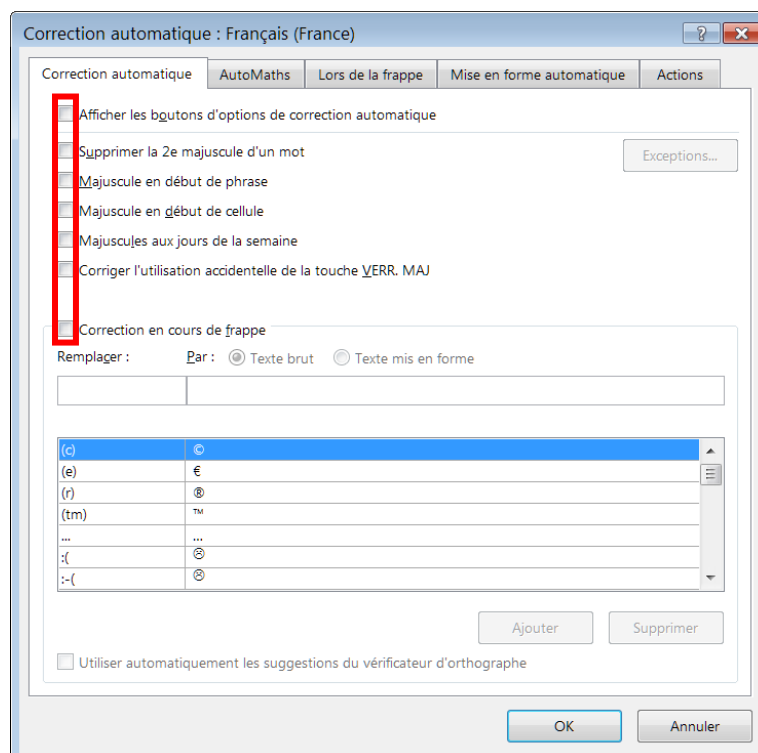 Correction automatique : Français (France)
Correction automatique AutoMaths Lors de la frappe Mise en forme automatique Actions
Afficher les boutons d'options de correction automatique
Supprimer la 2e majuscule d'un mot Exceptions...
Majuscule en début de phrase
Majuscule en début de cellule
Majuscules aux jours de la semaine
Corriger l'utilisation accidentelle de la touche VERR. MAJ
Correction en cours de frappe
Remplacer : Par : Texte brut Texte mis en forme
(c) ©
(e) €
(r) ®
(tm) ™
... ...
:( ☹
:-( ☹
Ajouter Supprimer
Utiliser automatiquement les suggestions du vérificateur d'orthographe
OK Annuler